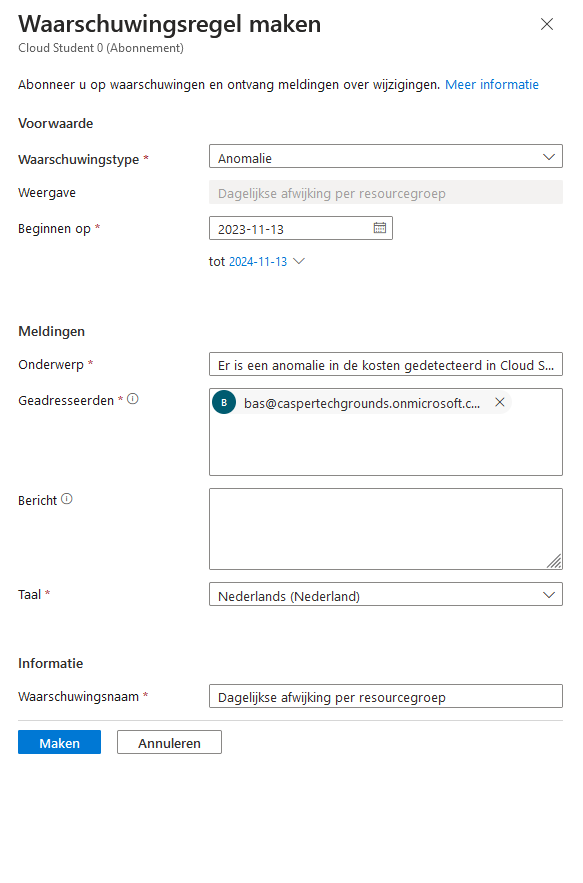 Waarschuwingsregel maken
Cloud Student 0 (Abonnement)
Abonneer u op waarschuwingen en ontvang meldingen over wijzigingen. Meer informatie
Voorwaarde
Waarschuwingstype * Anomalie
Weergave Dagelijkse afwijking per resourcegroep
Beginnen op * 2023-11-13
tot 2024-11-13
Meldingen
Onderwerp * Er is een anomalie in de kosten gedetecteerd in Cloud S...
Geadresseerden * B bas@caspertechgrounds.onmicrosoft.c...
Bericht
Taal * Nederlands (Nederland)
Informatie
Waarschuwingsnaam * Dagelijkse afwijking per resourcegroep
Maken Annuleren